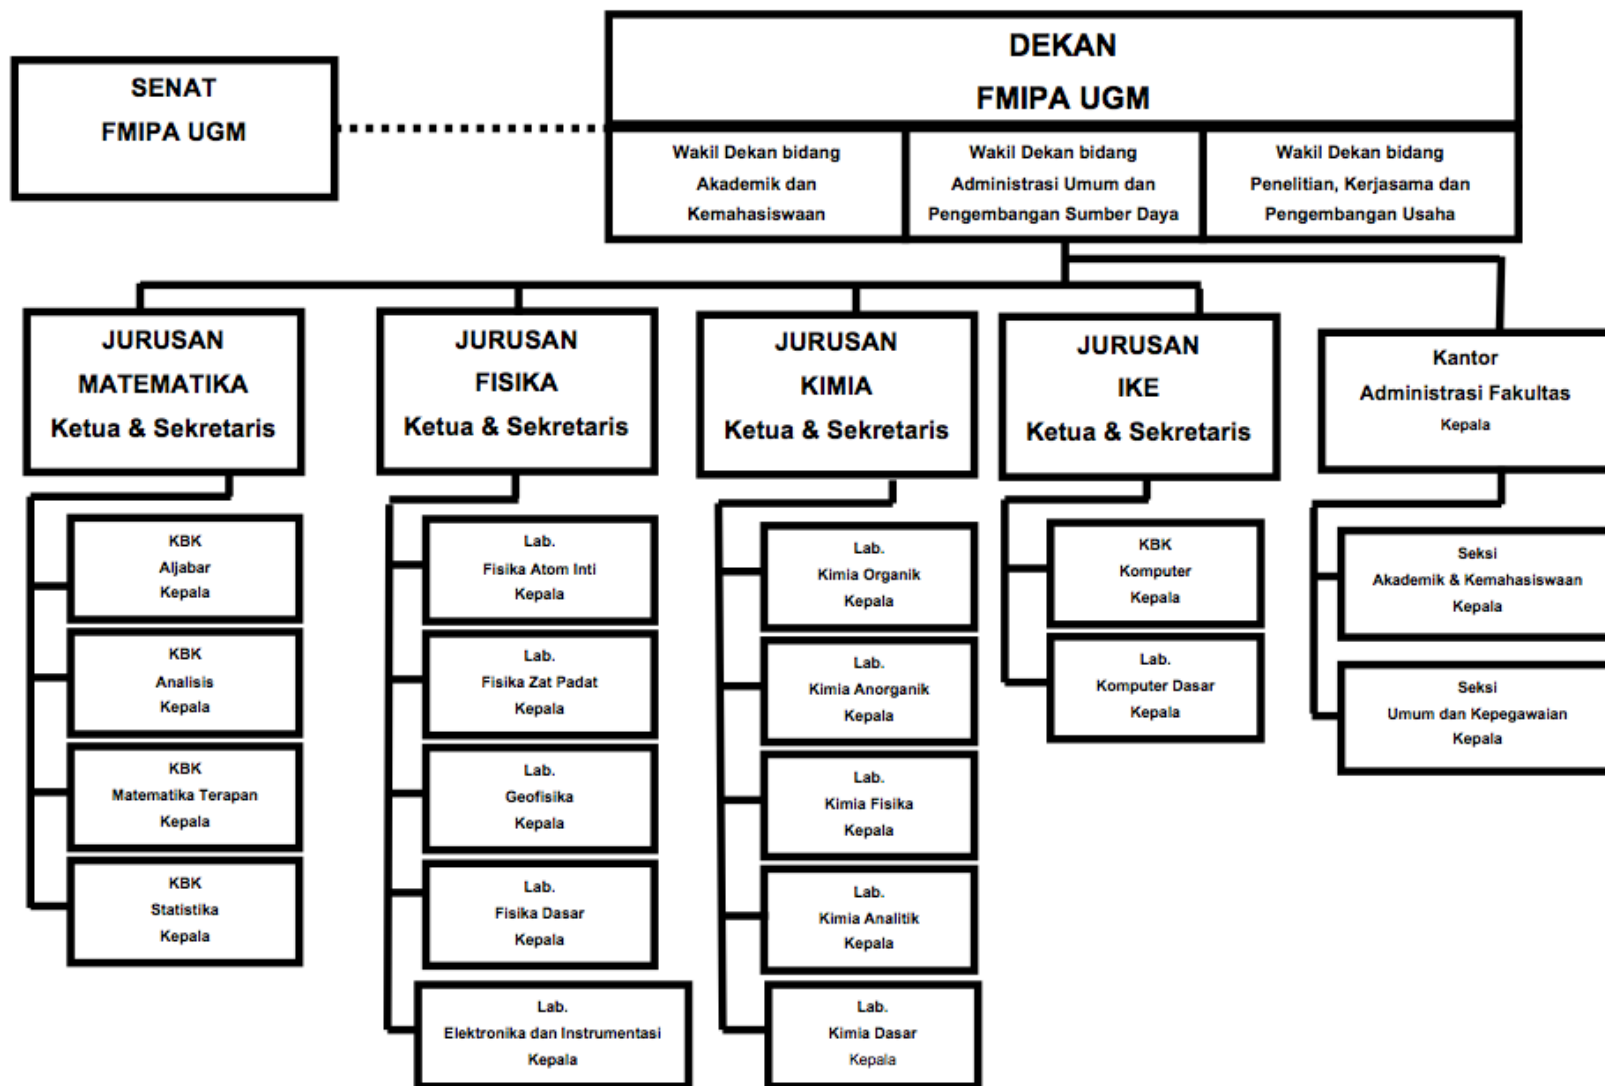 SENAT
FMIPA UGM
DEKAN
FMIPA UGM
Wakil Dekan bidang
Akademik dan
Kemahasiswaan
Wakil Dekan bidang
Administrasi Umum dan
Pengembangan Sumber Daya
Wakil Dekan bidang
Penelitian, Kerjasama dan
Pengembangan Usaha
JURUSAN
MATEMATIKA
Ketua & Sekretaris
JURUSAN
FISIKA
Ketua & Sekretaris
JURUSAN
KIMIA
Ketua & Sekretaris
JURUSAN
IKE
Ketua & Sekretaris
Kantor
Administrasi Fakultas
Kepala
KBK
Aljabar
Kepala
KBK
Analisis
Kepala
KBK
Matematika Terapan
Kepala
KBK
Statistika
Kepala
Lab.
Fisika Atom Inti
Kepala
Lab.
Fisika Zat Padat
Kepala
Lab.
Geofisika
Kepala
Lab.
Fisika Dasar
Kepala
Lab.
Elektronika dan Instrumentasi
Kepala
Lab.
Kimia Organik
Kepala
Lab.
Kimia Anorganik
Kepala
Lab.
Kimia Fisika
Kepala
Lab.
Kimia Analitik
Kepala
Lab.
Kimia Dasar
Kepala
KBK
Komputer
Kepala
Lab.
Komputer Dasar
Kepala
Seksi
Akademik & Kemahasiswaan
Kepala
Seksi
Umum dan Kepegawaian
Kepala